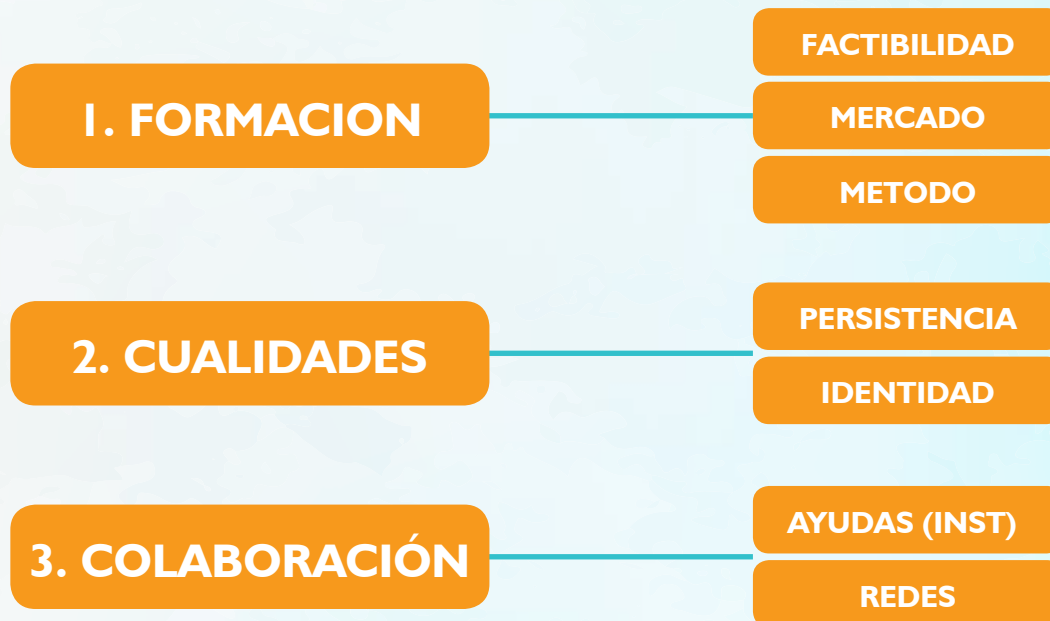 1. FORMACION
FACTIBILIDAD
MERCADO
METODO
2. CUALIDADES
PERSISTENCIA
IDENTIDAD
3. COLABORACIÓN
AYUDAS (INST)
REDES